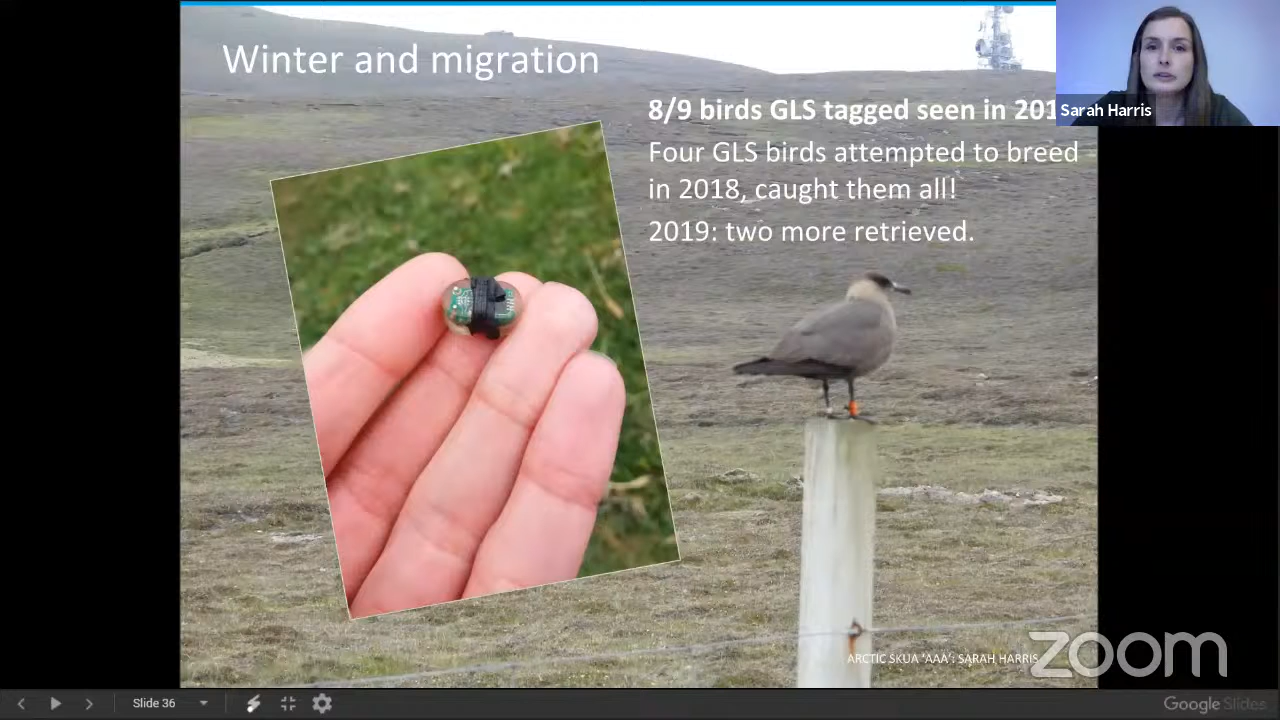 Winter and migration
8/9 birds GLS tagged seen in 201
Sarah Harris
Four GLS birds attempted to breed
in 2018, caught them all!
2019: two more retrieved.
ARCTIC SKUA 'AAA': SARAH HARRIS
zoom
Slide 36
Google Slides